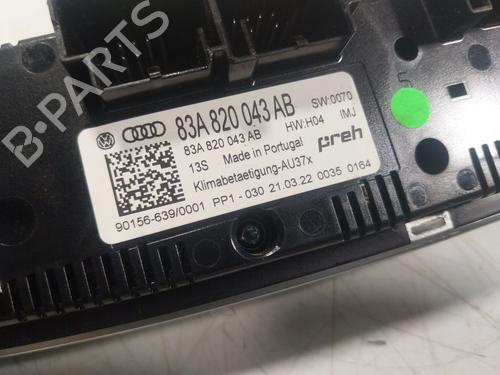 83A 820 043 AB SW:0070
83A 820 043 AB HW:H04 IMJ
13S Made in Portugal preh
Klimabetaetigung-AU37x
90156-639/0001 PP1-030 21.03.22 0035 0164
B-PARTS